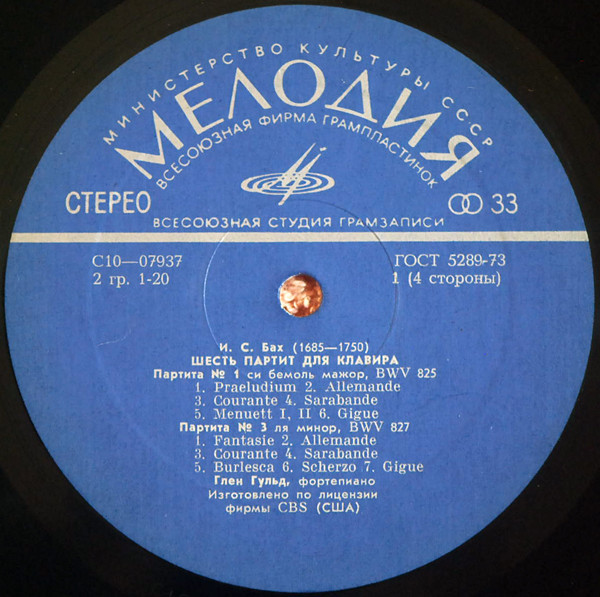 МИНИСТЕРСТВО КУЛЬТУРЫ СССР
МЕЛОДИЯ
ВСЕСОЮЗНАЯ ФИРМА ГРАМПЛАСТИНОК
СТЕРЕО
33
ВСЕСОЮЗНАЯ СТУДИЯ ГРАМЗАПИСИ
С10—07937
ГОСТ 5289-73
2 гр. 1-20
1 (4 стороны)
И. С. Бах (1685—1750)
ШЕСТЬ ПАРТИТ ДЛЯ КЛАВИРА
Партита № 1 си бемоль мажор, BWV 825
1. Praeludium 2. Allemande
3. Courante 4. Sarabande
5. Menuett I, II 6. Gigue
Партита № 3 ля минор, BWV 827
1. Fantasie 2. Allemande
3. Courante 4. Sarabande
5. Burlesca 6. Scherzo 7. Gigue
Глен Гульд, фортепиано
Изготовлено по лицензии
фирмы CBS (США)